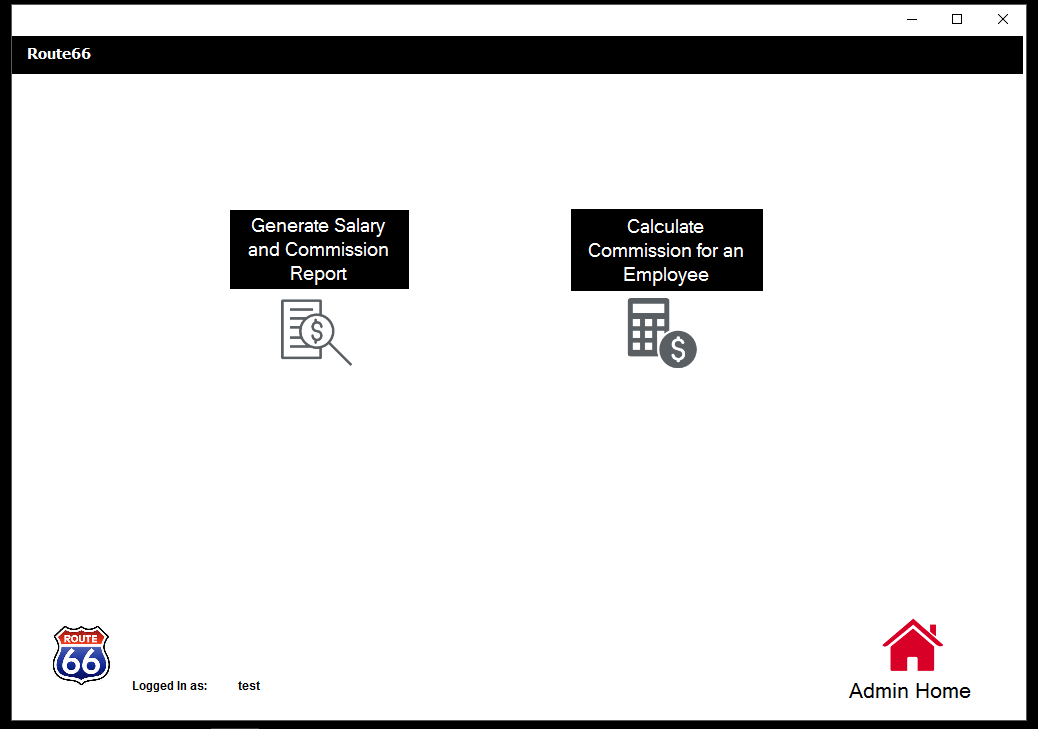 Route66
Generate Salary
and Commission
Report
Calculate
Commission for an
Employee
$
$
ROUTE
66
Logged In as: test
Admin Home